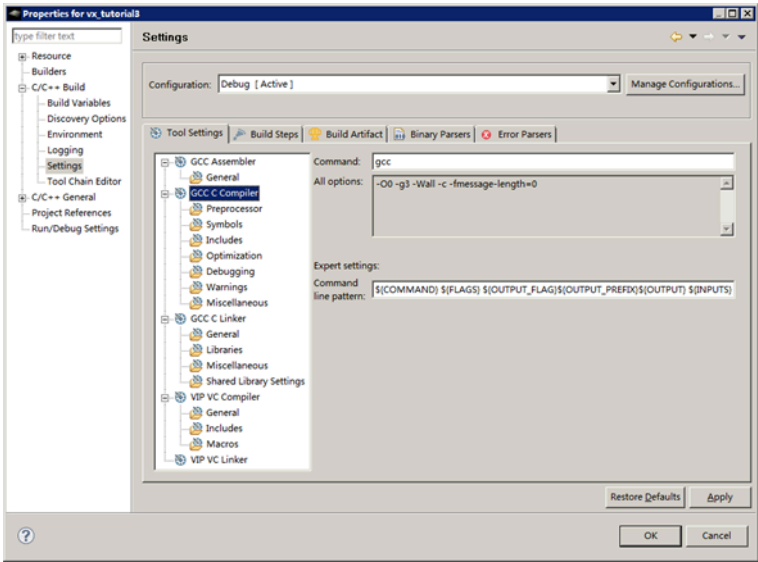 Properties for vx_tutorial3
type filter text
Resource
Builders
C/C++ Build
Build Variables
Discovery Options
Environment
Logging
Settings
Tool Chain Editor
C/C++ General
Project References
Run/Debug Settings
Settings
Configuration:
Debug [ Active ]
Manage Configurations...
Tool Settings
Build Steps
Build Artifact
Binary Parsers
Error Parsers
GCC Assembler
General
GCC C Compiler
Preprocessor
Symbols
Includes
Optimization
Debugging
Warnings
Miscellaneous
GCC C Linker
General
Libraries
Miscellaneous
Shared Library Settings
VIP VC Compiler
General
Includes
Macros
VIP VC Linker
Command:
gcc
All options:
-O0 -g3 -Wall -c -fmessage-length=0
Expert settings:
Command
line pattern:
${COMMAND} ${FLAGS} ${OUTPUT_FLAG}${OUTPUT_PREFIX}${OUTPUT} ${INPUTS}
Restore Defaults
Apply
?
OK
Cancel